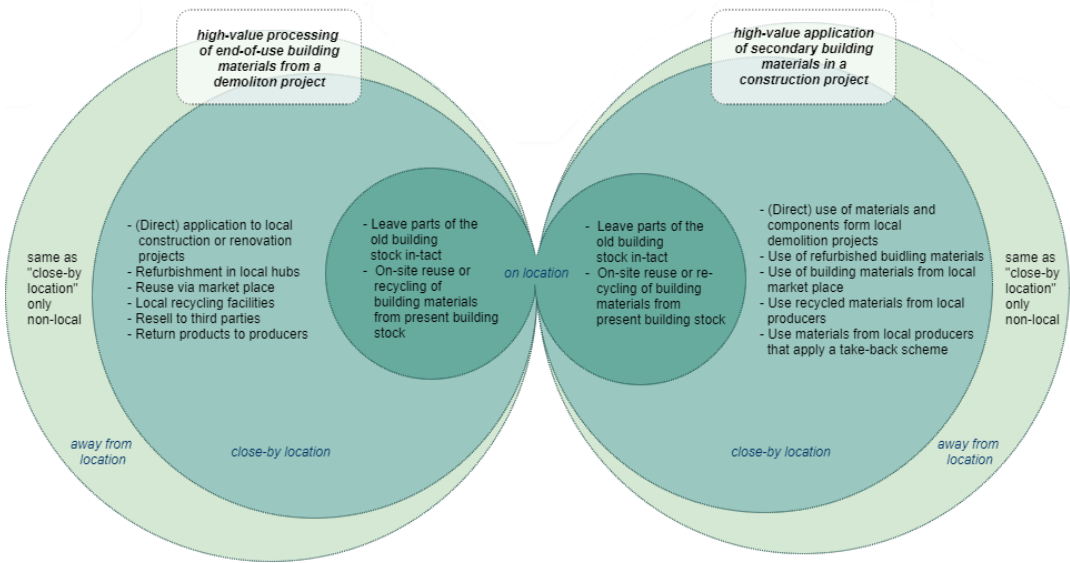 high-value processing
of end-of-use building
materials from a
demoliton project
high-value application
of secondary building
materials in a
construction project
same as
"close-by
location"
only
non-local
- (Direct) application to local
construction or renovation
projects
- Refurbishment in local hubs
- Reuse via market place
- Local recycling facilities
- Resell to third parties
- Return products to producers
- Leave parts of the
old building
stock in-tact
- On-site reuse or
recycling of
building materials
from present building
stock
on location
- Leave parts of the
old building
stock in-tact
- On-site reuse or re-
cycling of building
materials from
present building stock
- (Direct) use of materials and
components form local
demolition projects
- Use of refurbished buidling materials
- Use of building materials from local
market place
- Use recycled materials from local
producers
- Use materials from local producers
that apply a take-back scheme
same as
"close-by
location"
only
non-local
away from
location
close-by location
close-by location
away from
location